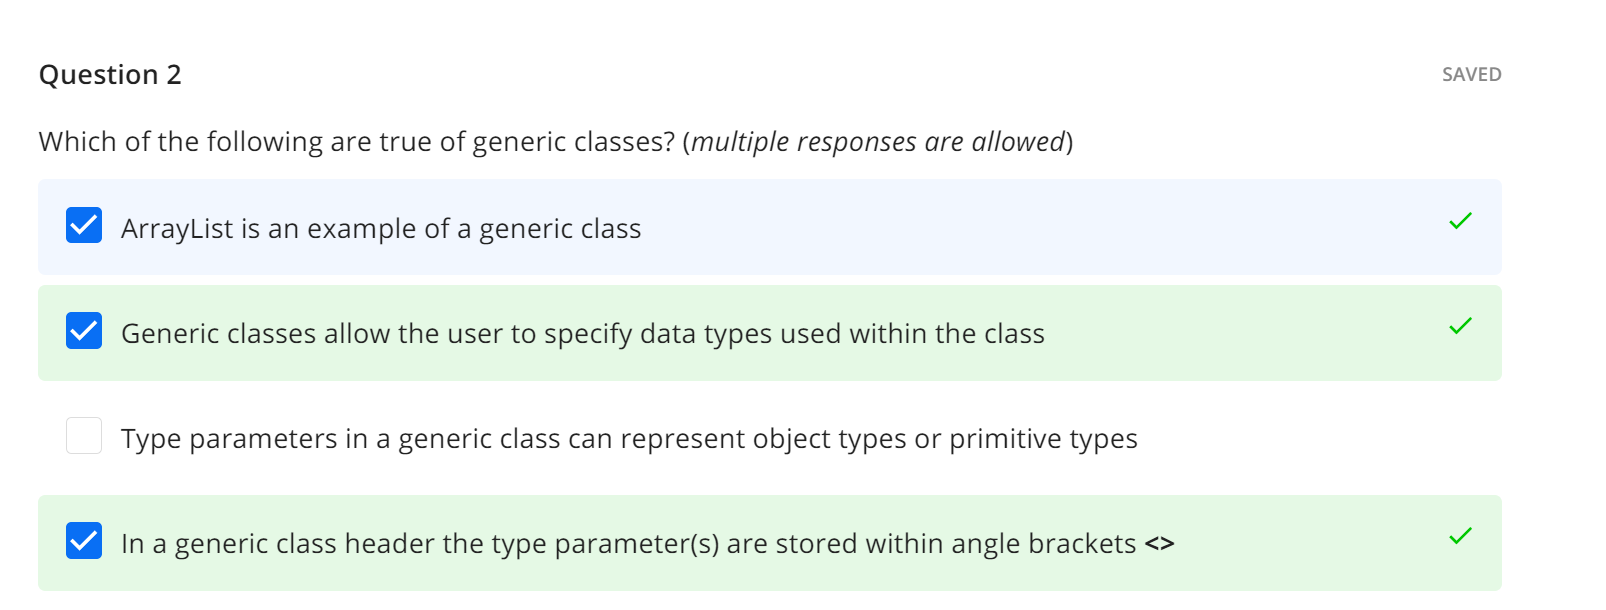 Question 2
SAVED
Which of the following are true of generic classes? (multiple responses are allowed)
ArrayList is an example of a generic class
Generic classes allow the user to specify data types used within the class
Type parameters in a generic class can represent object types or primitive types
In a generic class header the type parameter(s) are stored within angle brackets <>